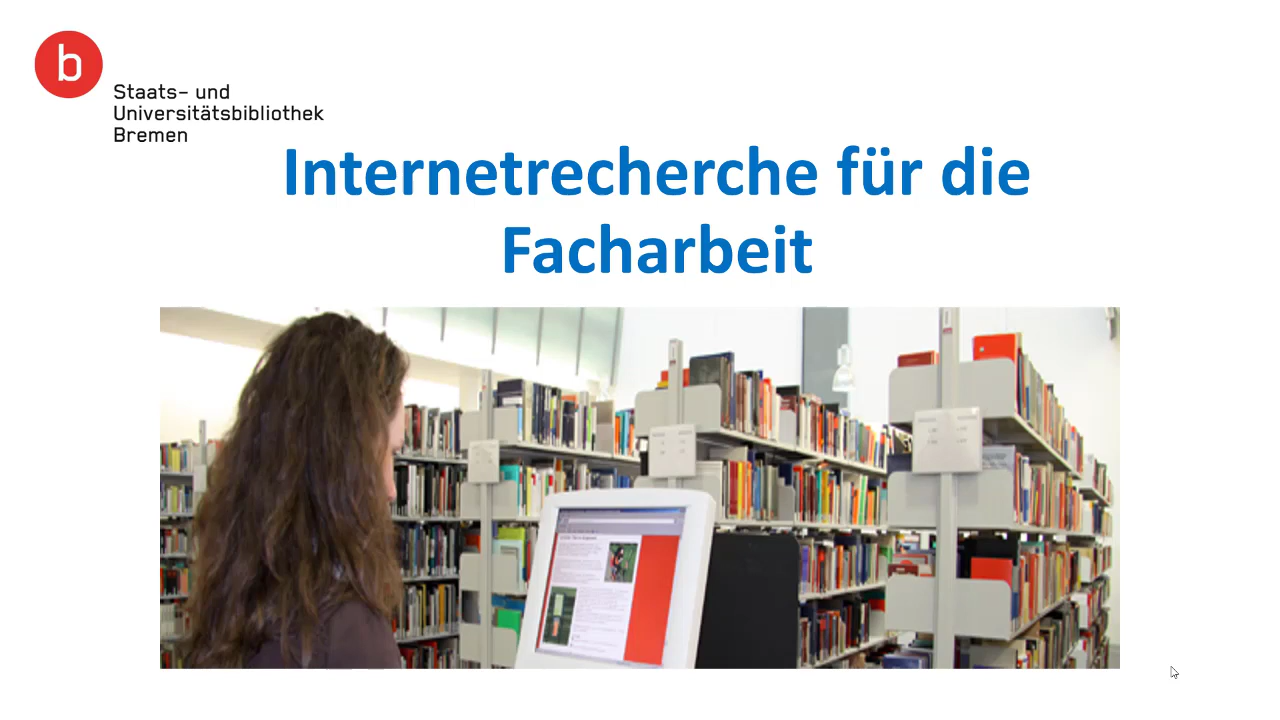 b
Staats- und
Universitätsbibliothek
Bremen
Internetrecherche für die
Facharbeit